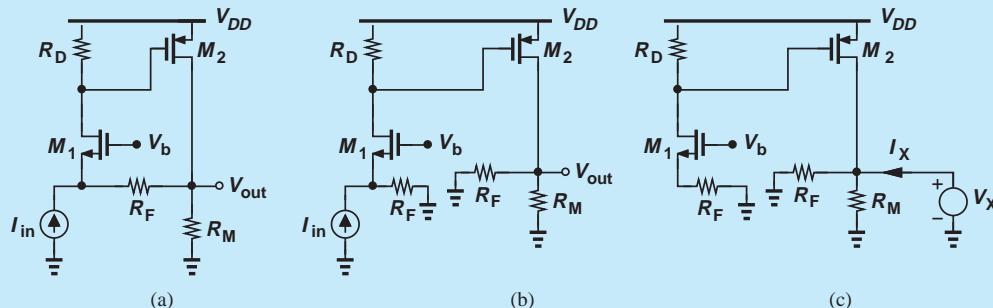 V_DD
R_D
M_2
M_1
V_b
R_F
V_out
I_in
R_M
(a)
V_DD
R_D
M_2
M_1
V_b
R_F
R_F
V_out
I_in
R_M
(b)
V_DD
R_D
M_2
M_1
V_b
I_X
R_F
R_F
R_M
+
−
V_X
(c)